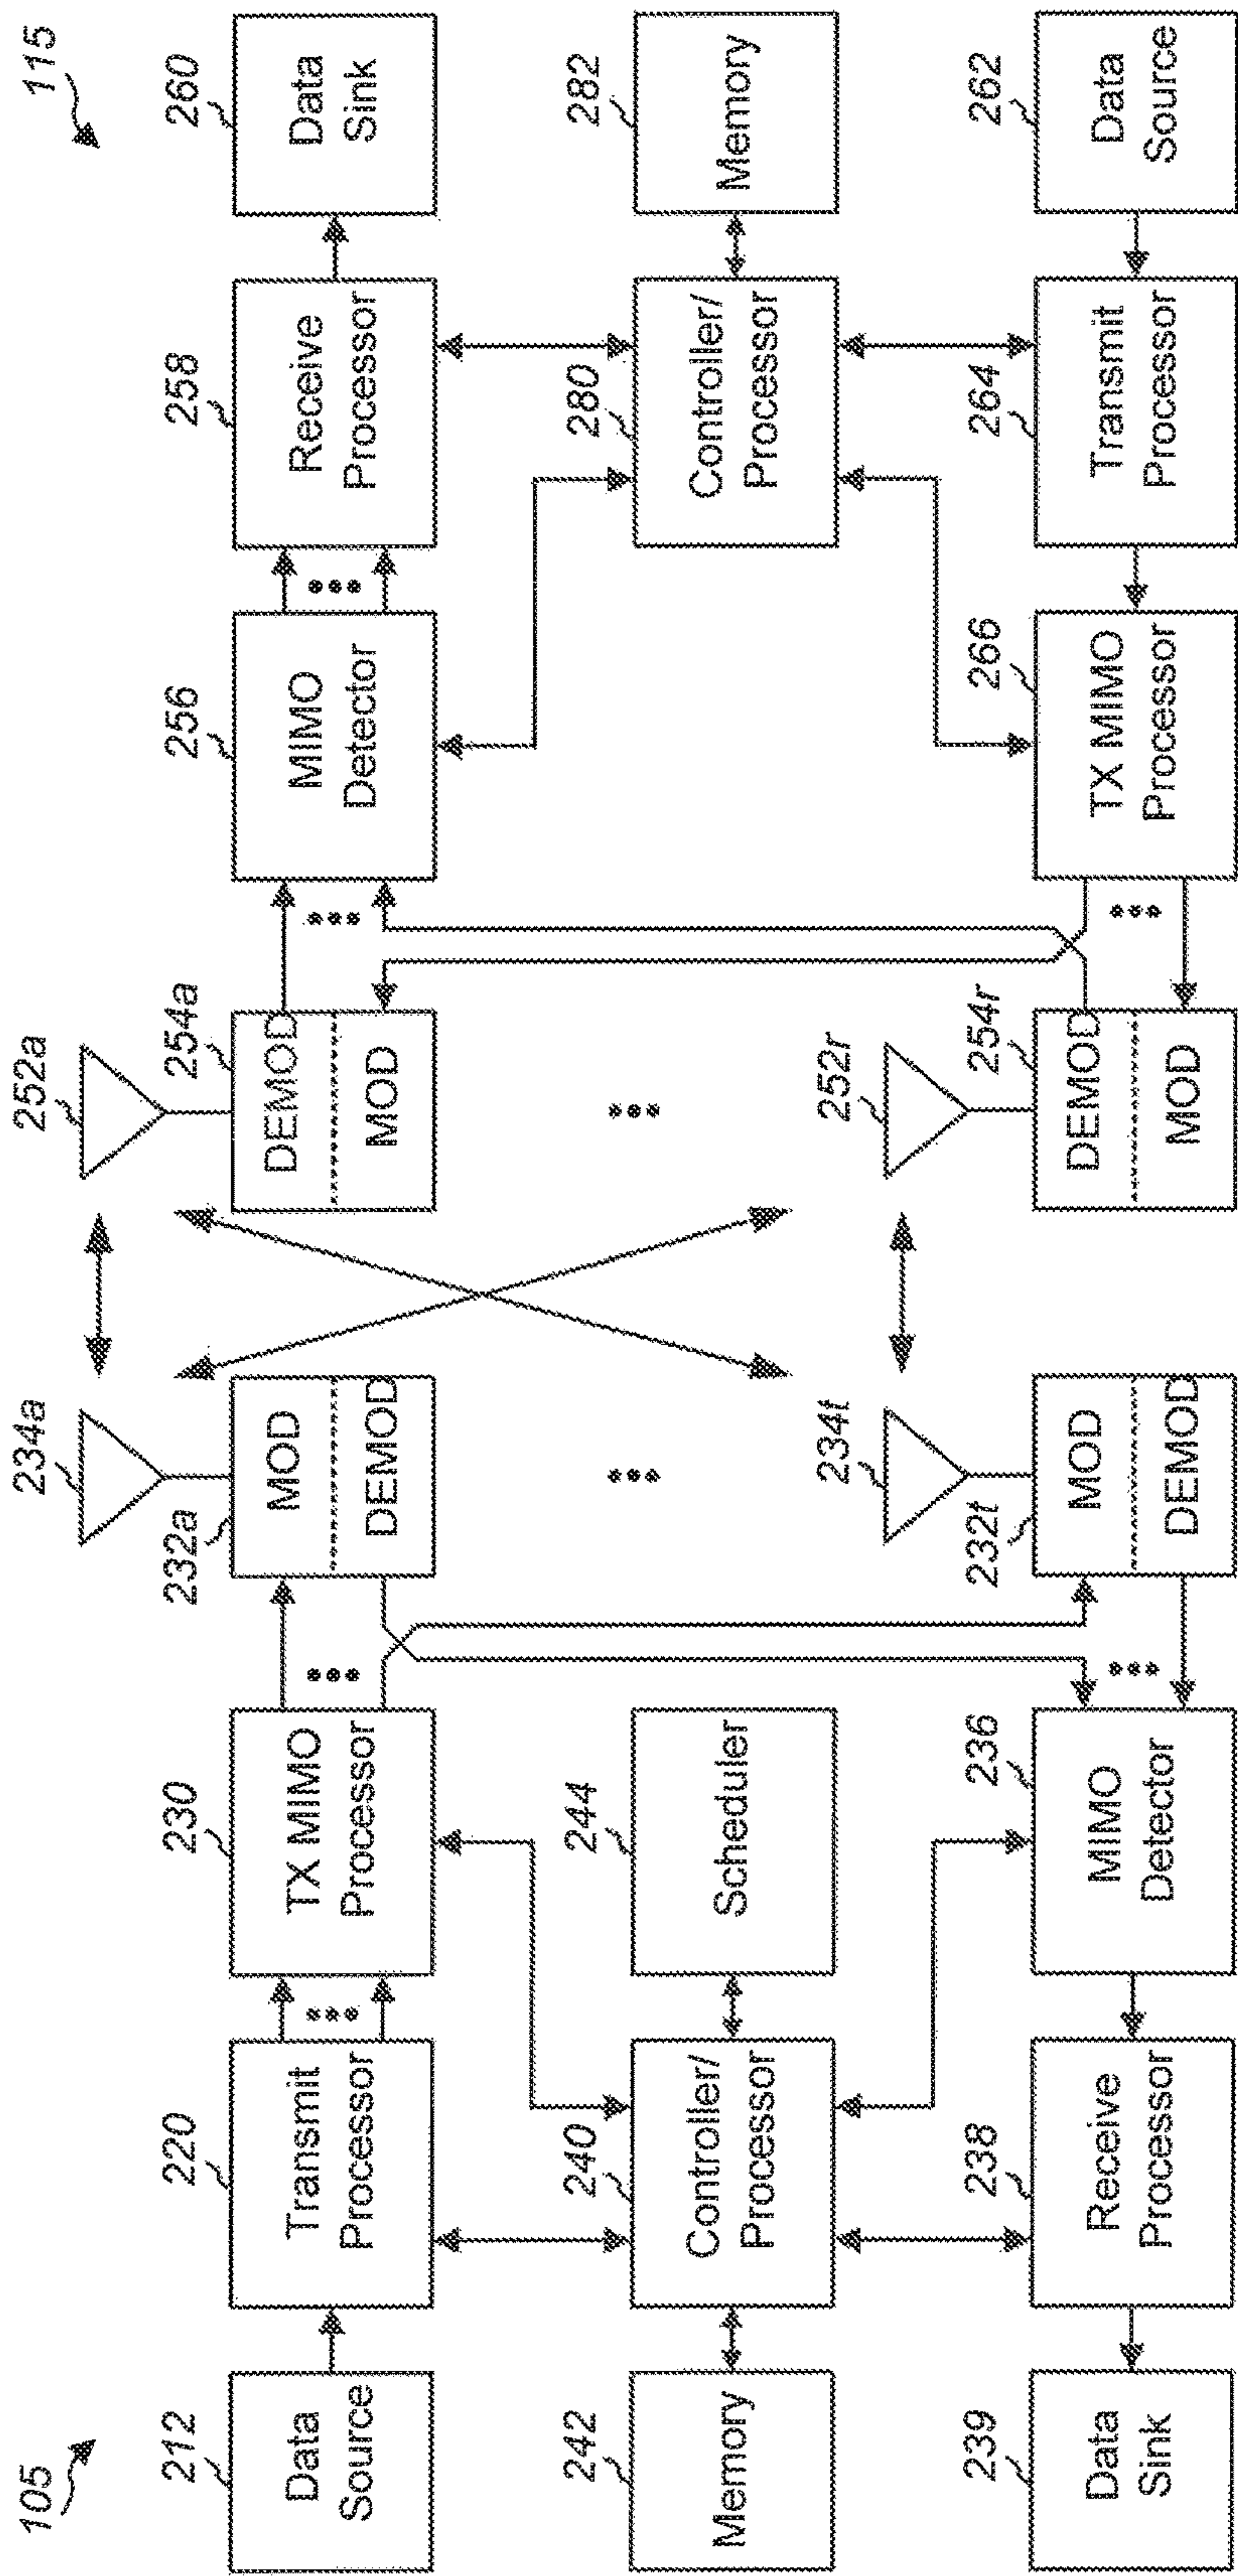 105
212
Data
Source
220
Transmit
Processor
230
TX MIMO
Processor
232a
MOD
DEMOD
234a
242
Memory
240
Controller/
Processor
244
Scheduler
239
Data
Sink
238
Receive
Processor
236
MIMO
Detector
232t
MOD
DEMOD
234t
115
252a
254a
DEMOD
MOD
256
MIMO
Detector
258
Receive
Processor
260
Data
Sink
280
Controller/
Processor
282
Memory
252r
254r
DEMOD
MOD
266
TX MIMO
Processor
264
Transmit
Processor
262
Data
Source